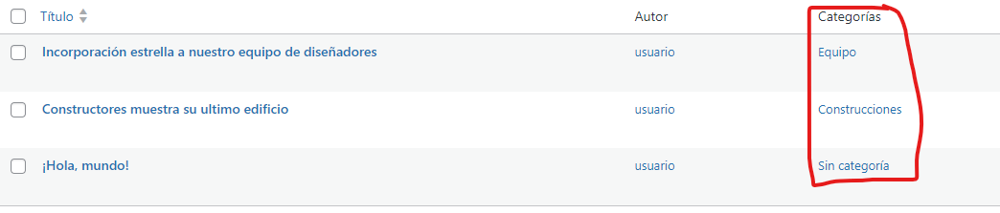 Título Autor Categorías
Incorporación estrella a nuestro equipo de diseñadores usuario Equipo
Constructores muestra su ultimo edificio usuario Construcciones
¡Hola, mundo! usuario Sin categoría